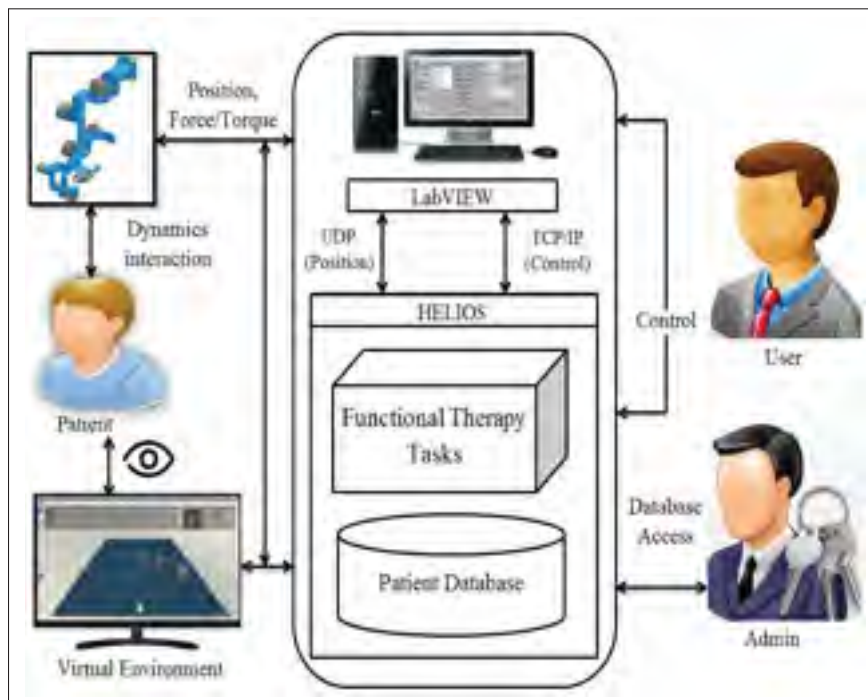 Position,
Force/Torque
Dynamics
interaction
Patient
Virtual Environment
LabVIEW
UDP
(Position)
TCP/IP
(Control)
HELIOS
Functional Therapy
Tasks
Patient Database
Control
User
Database
Access
Admin